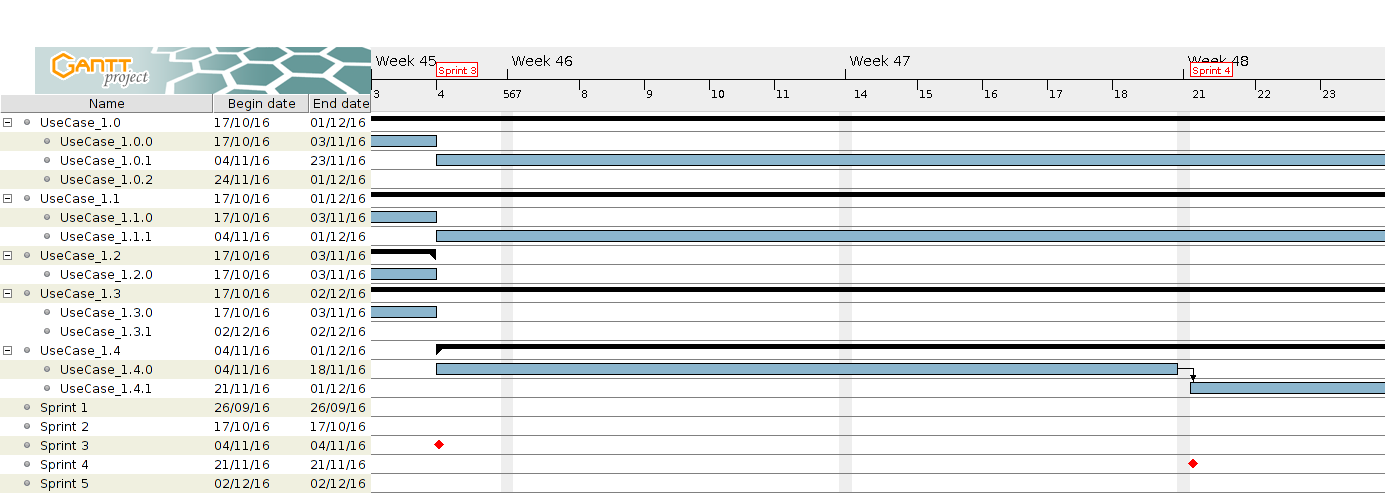 GANTT project
Week 45 Week 46 Week 47 Week 48
Sprint 3 Sprint 4
3 4 567 8 9 10 11 14 15 16 17 18 21 22 23
Name Begin date End date
UseCase_1.0 17/10/16 01/12/16
UseCase_1.0.0 17/10/16 03/11/16
UseCase_1.0.1 04/11/16 23/11/16
UseCase_1.0.2 24/11/16 01/12/16
UseCase_1.1 17/10/16 01/12/16
UseCase_1.1.0 17/10/16 03/11/16
UseCase_1.1.1 04/11/16 01/12/16
UseCase_1.2 17/10/16 03/11/16
UseCase_1.2.0 17/10/16 03/11/16
UseCase_1.3 17/10/16 02/12/16
UseCase_1.3.0 17/10/16 03/11/16
UseCase_1.3.1 02/12/16 02/12/16
UseCase_1.4 04/11/16 01/12/16
UseCase_1.4.0 04/11/16 18/11/16
UseCase_1.4.1 21/11/16 01/12/16
Sprint 1 26/09/16 26/09/16
Sprint 2 17/10/16 17/10/16
Sprint 3 04/11/16 04/11/16
Sprint 4 21/11/16 21/11/16
Sprint 5 02/12/16 02/12/16